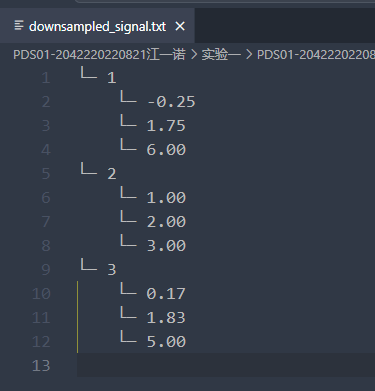 downsampled_signal.txt ×
PDS01-2042220220821江一诺 > 实验一 > PDS01-20422202208
1 └─ 1
2 └─ -0.25
3 └─ 1.75
4 └─ 6.00
5 └─ 2
6 └─ 1.00
7 └─ 2.00
8 └─ 3.00
9 └─ 3
10 └─ 0.17
11 └─ 1.83
12 └─ 5.00
13